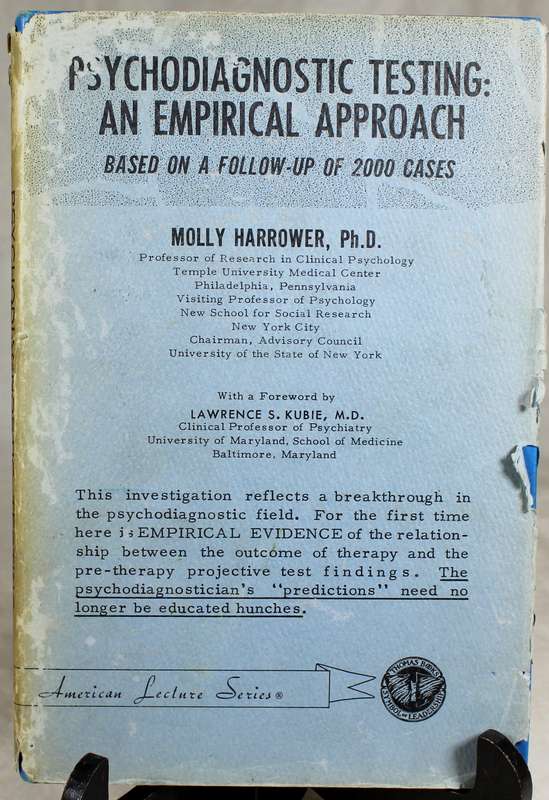 PSYCHODIAGNOSTIC TESTING:
AN EMPIRICAL APPROACH
BASED ON A FOLLOW-UP OF 2000 CASES
MOLLY HARROWER, Ph.D.
Professor of Research in Clinical Psychology
Temple University Medical Center
Philadelphia, Pennsylvania
Visiting Professor of Psychology
New School for Social Research
New York City
Chairman, Advisory Council
University of the State of New York
With a Foreword by
LAWRENCE S. KUBIE, M.D.
Clinical Professor of Psychiatry
University of Maryland, School of Medicine
Baltimore, Maryland
This investigation reflects a breakthrough in
the psychodiagnostic field. For the first time
here is EMPIRICAL EVIDENCE of the relation-
ship between the outcome of therapy and the
pre-therapy projective test findings. The
psychodiagnostician's "predictions" need no
longer be educated hunches.
American Lecture Series®
THOMAS BOOKS
SYMBOL OF LEADERSHIP